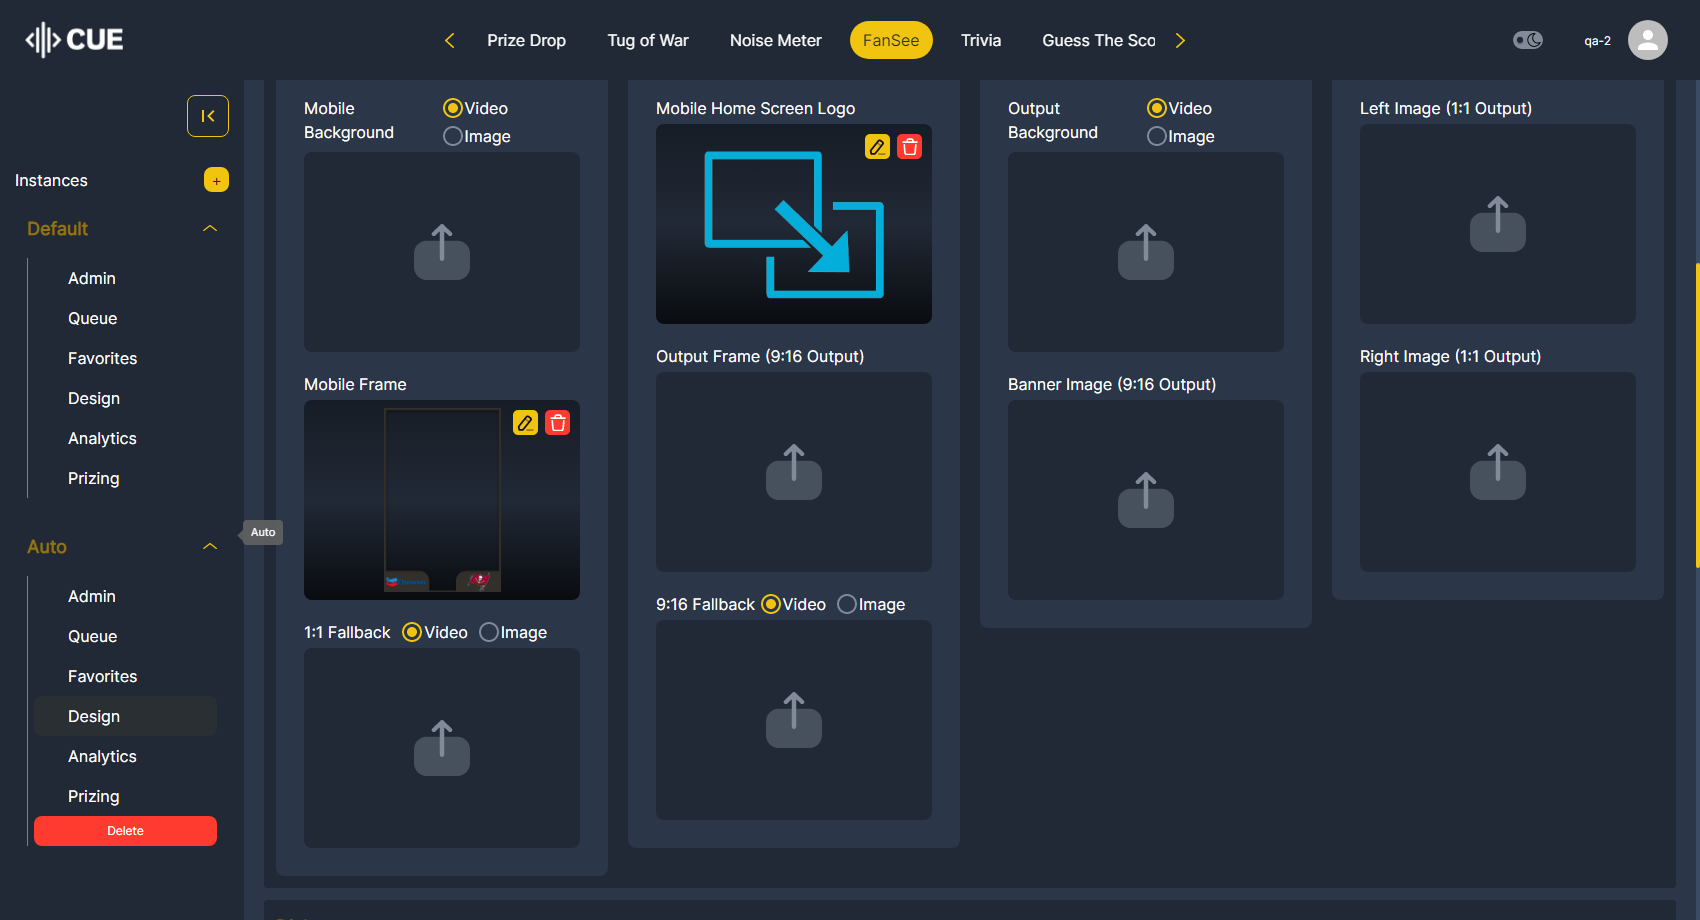 CUE
Prize Drop
Tug of War
Noise Meter
FanSee
Trivia
Guess The Sco
qa-2
Instances
+
Default
Admin
Queue
Favorites
Design
Analytics
Prizing
Auto
Auto
Admin
Queue
Favorites
Design
Analytics
Prizing
Delete
Mobile
Background
Video
Image
Mobile Frame
1:1 Fallback
Video
Image
Mobile Home Screen Logo
Output Frame (9:16 Output)
9:16 Fallback
Video
Image
Output
Background
Video
Image
Banner Image (9:16 Output)
Left Image (1:1 Output)
Right Image (1:1 Output)